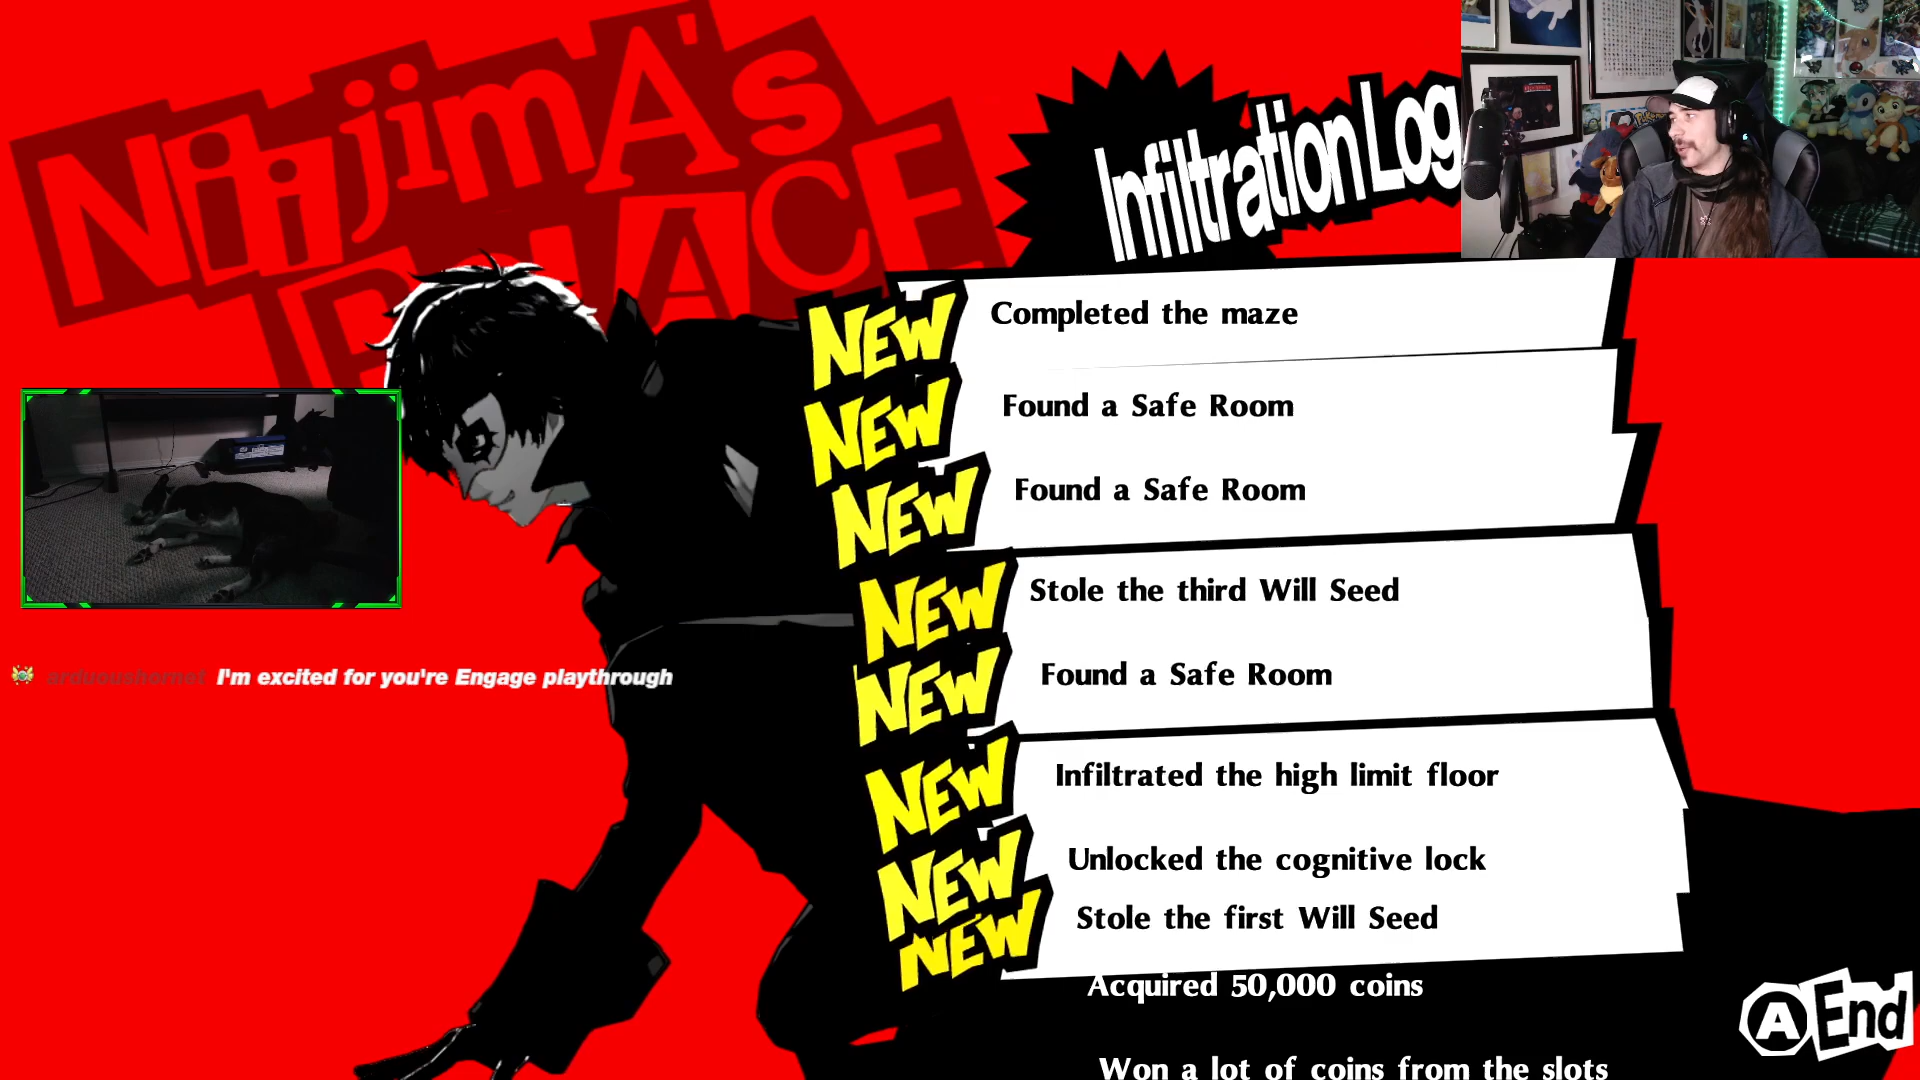 NiijimA's
PALACE
Infiltration Log
NEW Completed the maze
NEW Found a Safe Room
NEW Found a Safe Room
NEW Stole the third Will Seed
NEW Found a Safe Room
NEW Infiltrated the high limit floor
NEW Unlocked the cognitive lock
NEW Stole the first Will Seed
Acquired 50,000 coins
Won a lot of coins from the slots
arduoushornet I'm excited for you're Engage playthrough
A End